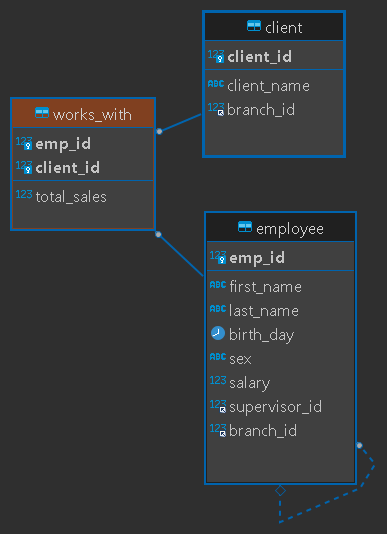 client
123 client_id
ABC client_name
123 branch_id
works_with
123 emp_id
123 client_id
123 total_sales
employee
123 emp_id
ABC first_name
ABC last_name
birth_day
ABC sex
123 salary
123 supervisor_id
123 branch_id